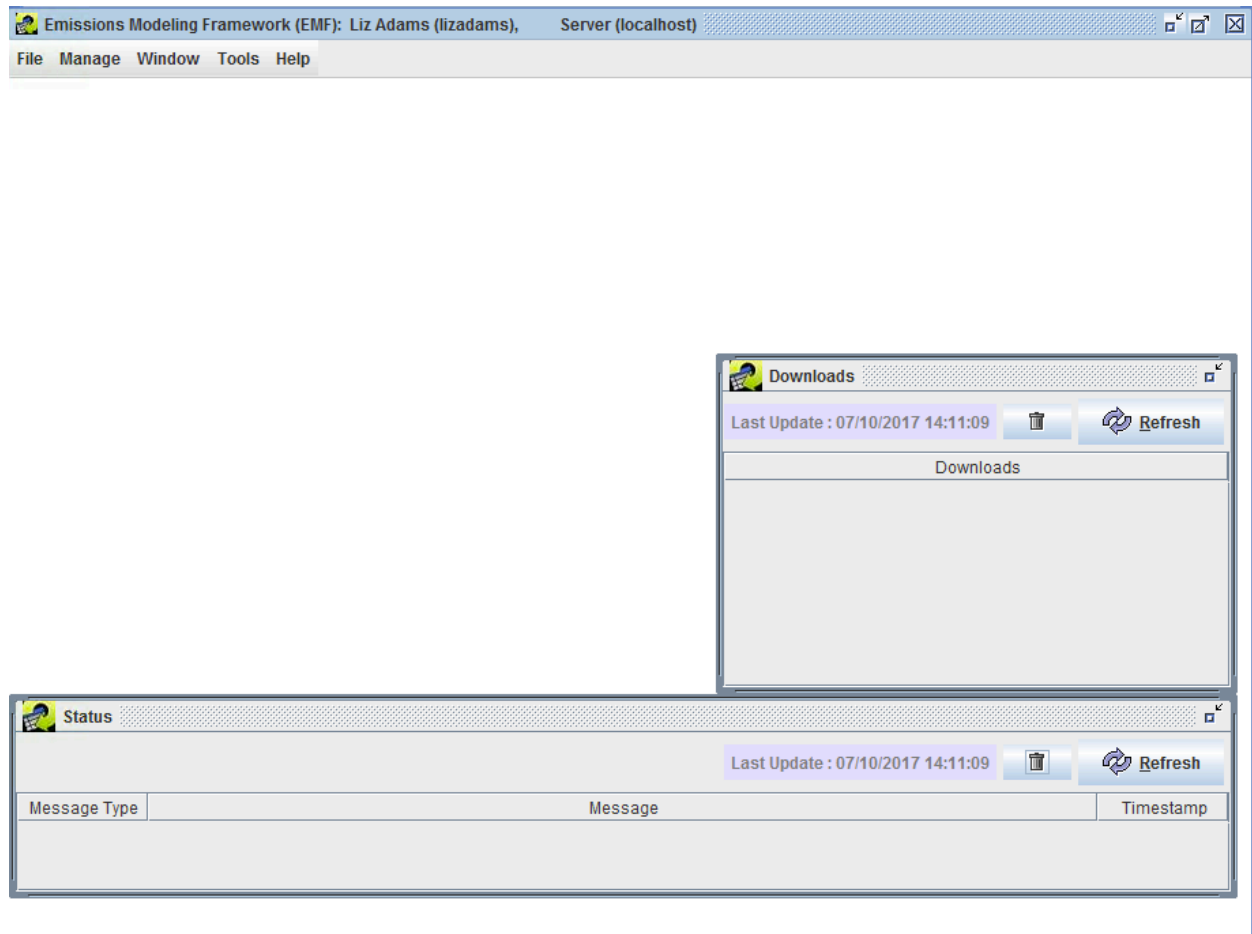 Emissions Modeling Framework (EMF): Liz Adams (lizadams), Server (localhost)
File Manage Window Tools Help
Downloads
Last Update : 07/10/2017 14:11:09 Refresh
Downloads
Status
Last Update : 07/10/2017 14:11:09 Refresh
Message Type Message Timestamp